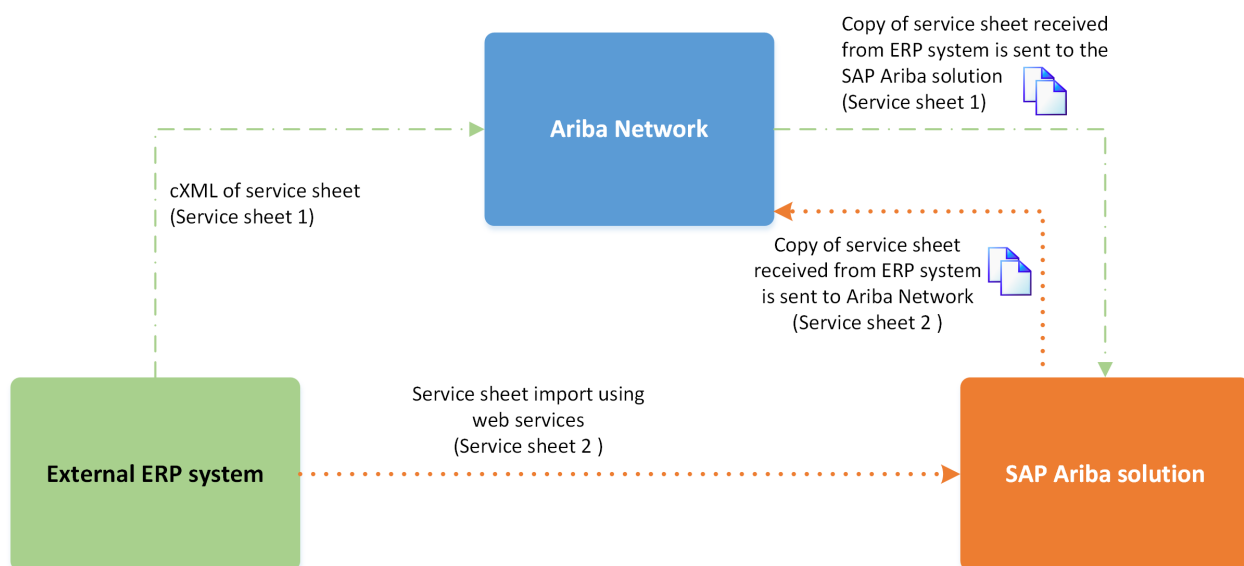 Copy of service sheet received
from ERP system is sent to the
SAP Ariba solution
(Service sheet 1)
Ariba Network
cXML of service sheet
(Service sheet 1)
Copy of service sheet
received from ERP system
is sent to Ariba Network
(Service sheet 2 )
Service sheet import using
web services
(Service sheet 2 )
External ERP system
SAP Ariba solution